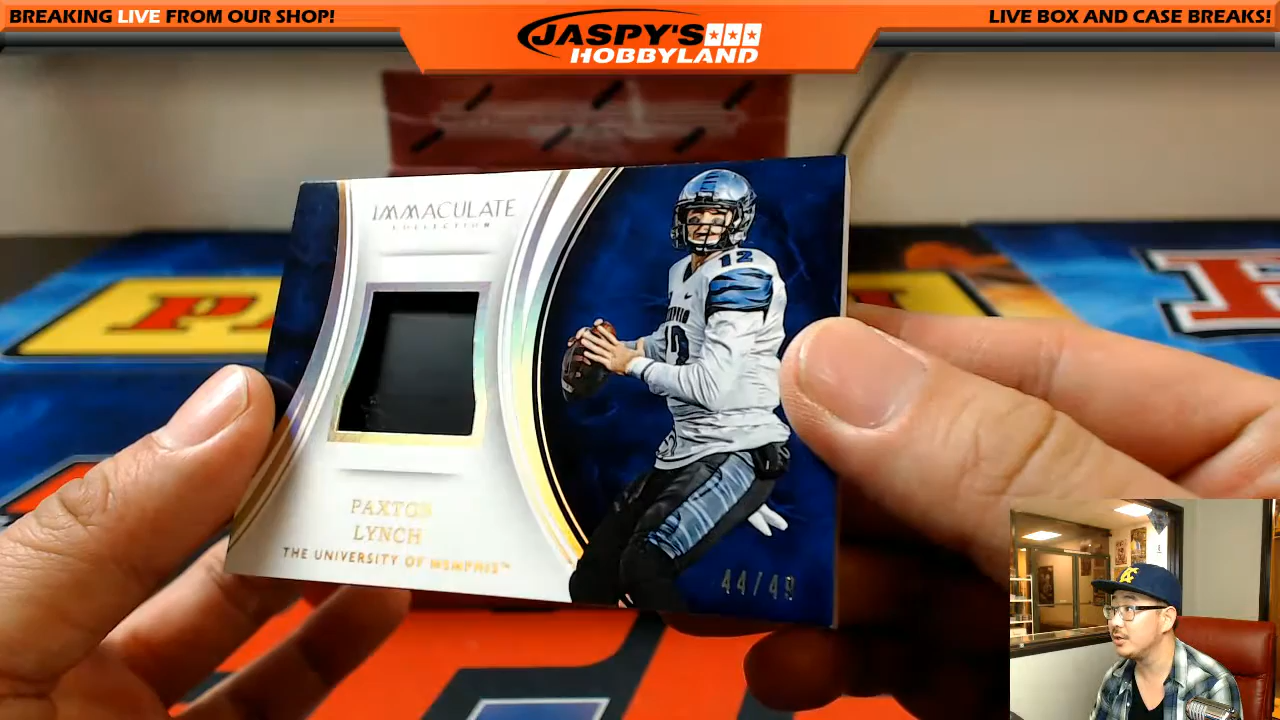 BREAKING LIVE FROM OUR SHOP!
JASPY'S
HOBBYLAND
LIVE BOX AND CASE BREAKS!
IMMACULATE
COLLECTION
12
PAXTON
LYNCH
THE UNIVERSITY OF MEMPHIS™
44/49